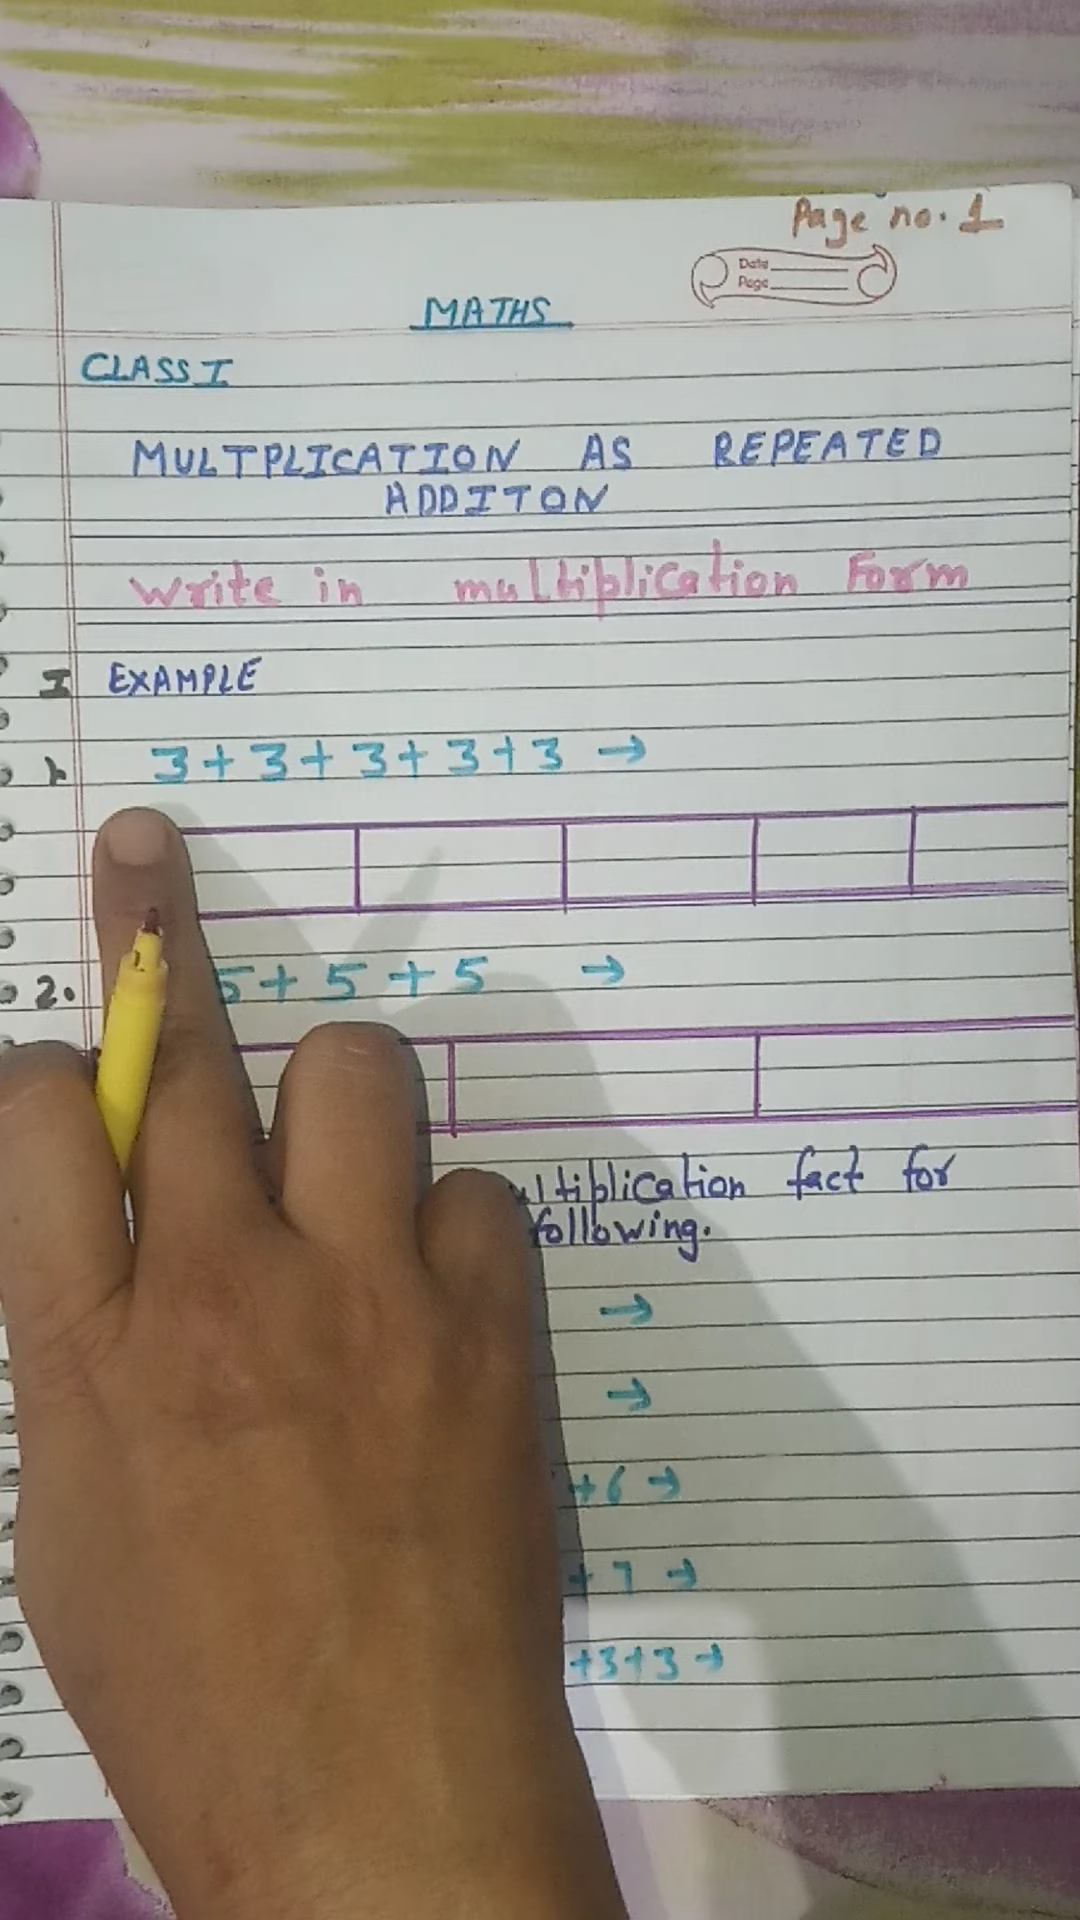 Page no. 1
Date
Page
MATHS
CLASS I
MULTPLICATION AS REPEATED
ADDITON
Write in multiplication Form
I EXAMPLE
1. 3+3+3+3+3 →
2. 5+5+5 →
fact for
following.
→
→
+6 →
+7 →
+3+3 →